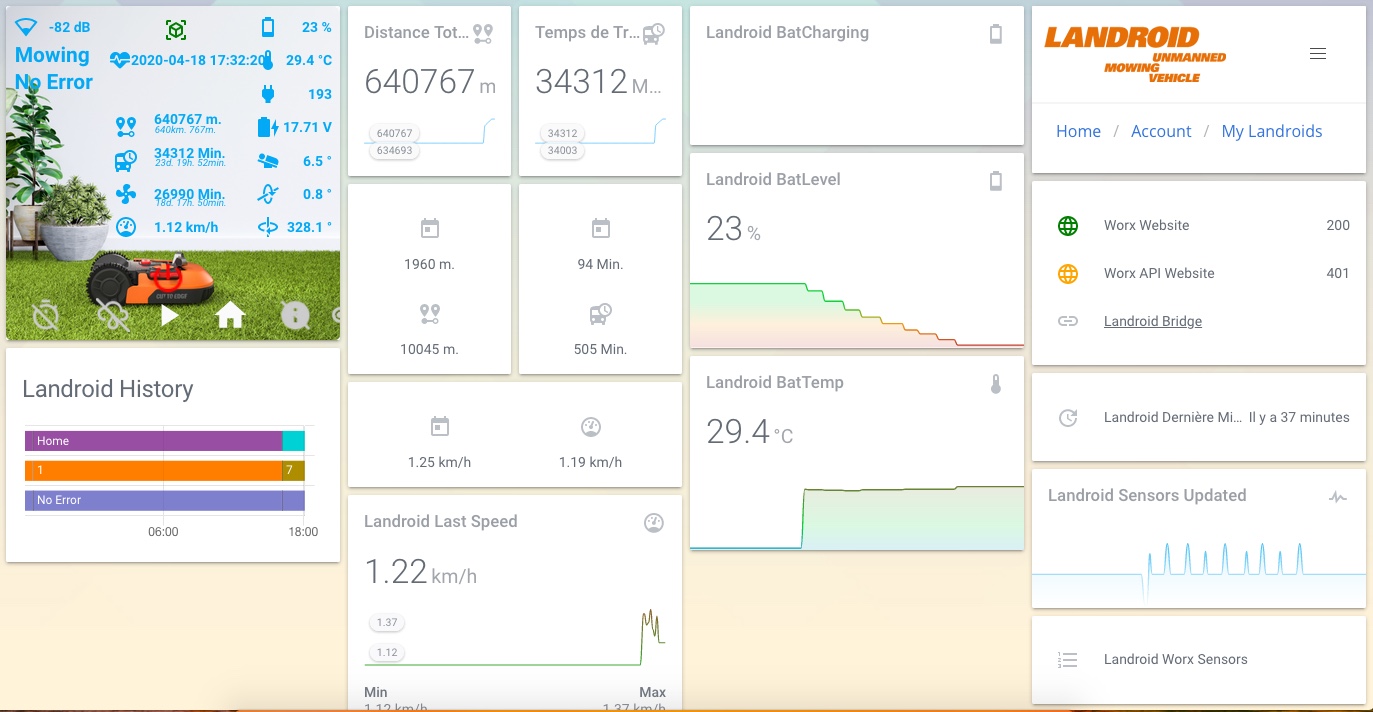 -82 dB
23 %
Mowing
2020-04-18 17:32:20
29.4 °C
No Error
193
640767 m.
640km. 767m.
17.71 V
34312 Min.
23d. 19h. 52min.
6.5 °
26990 Min.
18d. 17h. 50min.
0.8 °
1.12 km/h
328.1 °
CUT TO EDGE
Landroid History
Home
1
7
No Error
06:00
18:00
Distance Tot...
640767 m
640767
634693
Temps de Tr...
34312 M...
34312
34003
1960 m.
10045 m.
94 Min.
505 Min.
1.25 km/h
1.19 km/h
Landroid Last Speed
1.22 km/h
1.37
1.12
Min
Max
1.12 km/h
1.37 km/h
Landroid BatCharging
Landroid BatLevel
23 %
Landroid BatTemp
29.4 °C
LANDROID
UNMANNED
MOWING
VEHICLE
Home / Account / My Landroids
Worx Website 200
Worx API Website 401
Landroid Bridge
Landroid Dernière Mi... Il y a 37 minutes
Landroid Sensors Updated
Landroid Worx Sensors